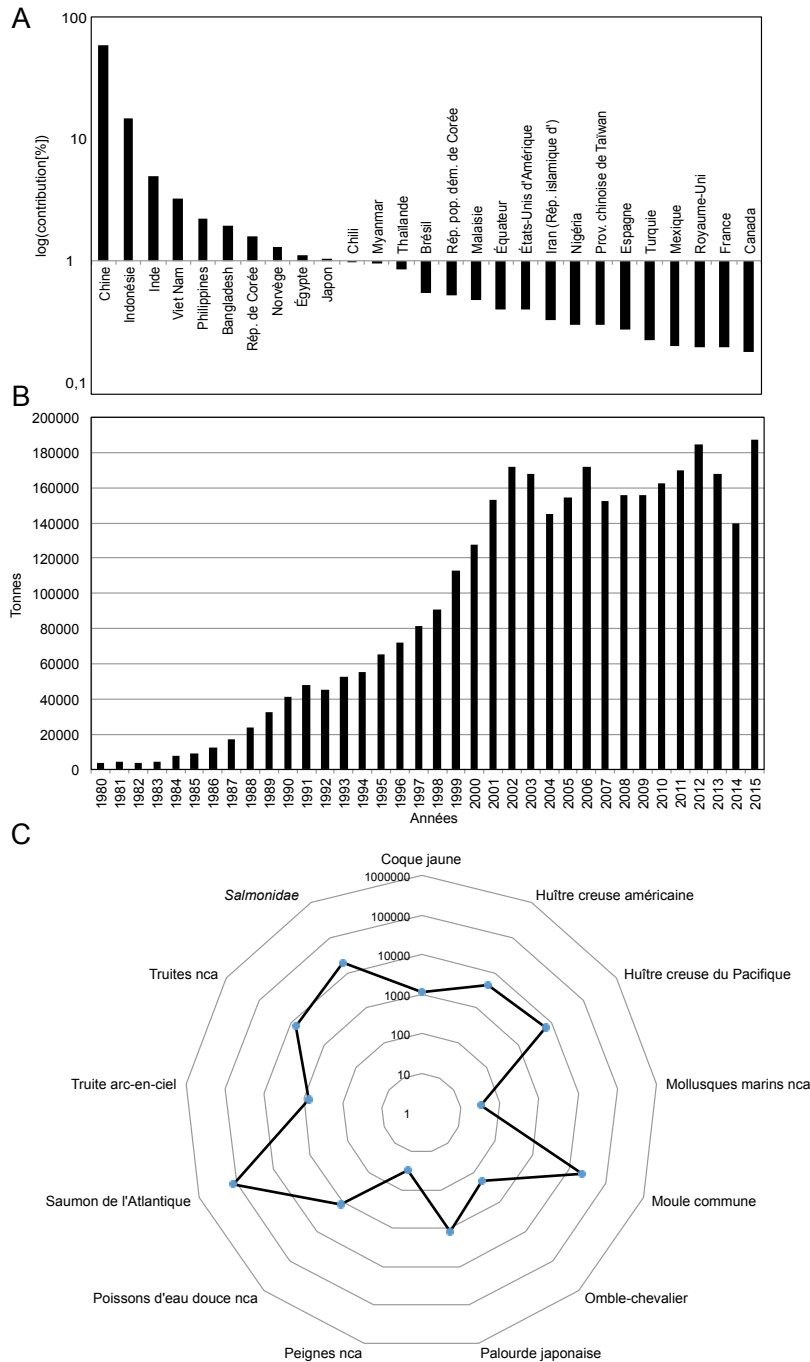 A
100
10
1
0,1
log(contribution[%])
Chine
Indonésie
Inde
Viet Nam
Philippines
Bangladesh
Rép. de Corée
Norvège
Égypte
Japon
Chili
Myanmar
Thaïlande
Brésil
Rép. pop. dém. de Corée
Malaisie
Équateur
États-Unis d'Amérique
Iran (Rép. islamique d')
Nigéria
Prov. chinoise de Taïwan
Espagne
Turquie
Mexique
Royaume-Uni
France
Canada
B
200000
180000
160000
140000
120000
100000
80000
60000
40000
20000
0
Tonnes
1980
1981
1982
1983
1984
1985
1986
1987
1988
1989
1990
1991
1992
1993
1994
1995
1996
1997
1998
1999
2000
2001
2002
2003
2004
2005
2006
2007
2008
2009
2010
2011
2012
2013
2014
2015
Années
C
Coque jaune
Huître creuse américaine
Huître creuse du Pacifique
Mollusques marins nca
Moule commune
Omble-chevalier
Palourde japonaise
Peignes nca
Poissons d'eau douce nca
Saumon de l'Atlantique
Truite arc-en-ciel
Truites nca
Salmonidae
1000000
100000
10000
1000
100
10
1